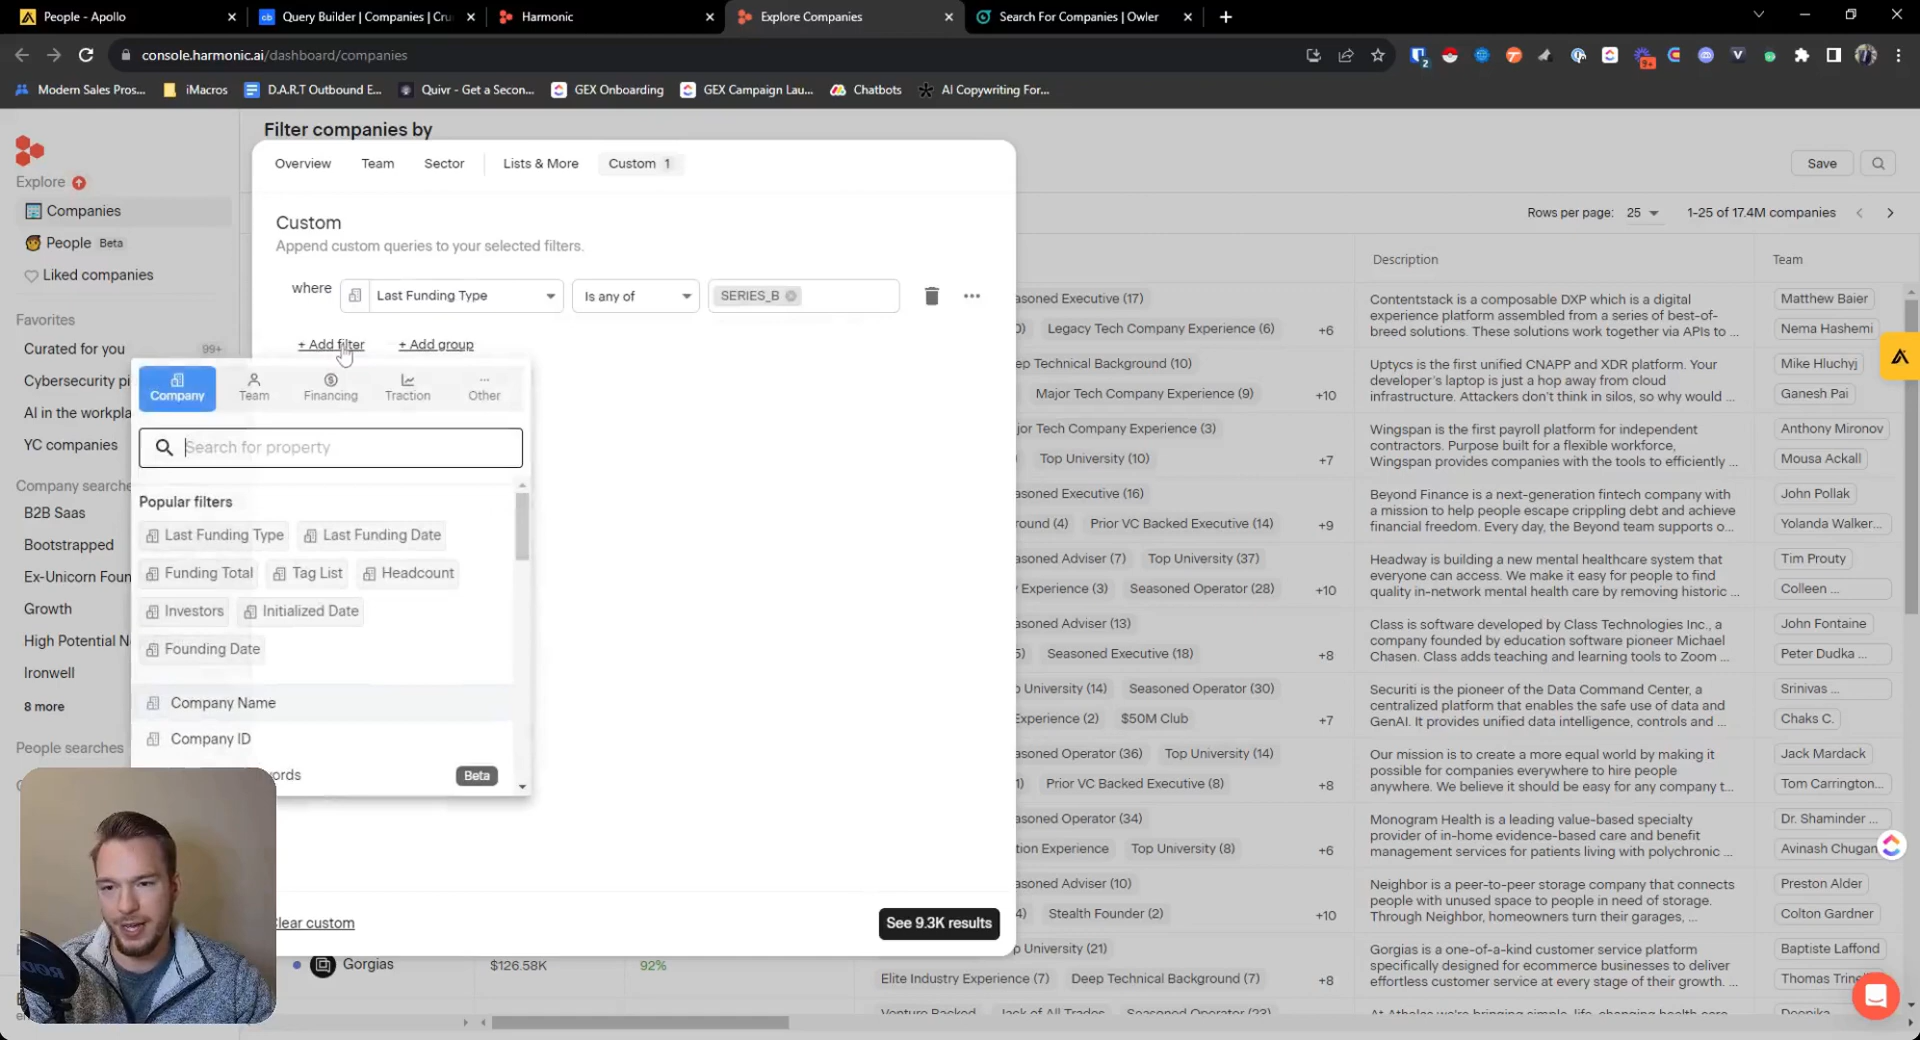 People - Apollo
Query Builder | Companies | Cru
Harmonic
Explore Companies
Search For Companies | Owler
console.harmonic.ai/dashboard/companies
2
9+
Modern Sales Pros...
iMacros
D.A.R.T Outbound E...
Quivr - Get a Secon...
GEX Onboarding
GEX Campaign Lau...
Chatbots
AI Copywriting For...
Explore
Companies
People Beta
Liked companies
Favorites
Curated for you 99+
Cybersecurity pi
AI in the workpla
YC companies
Company searche
B2B Saas
Bootstrapped
Ex-Unicorn Foun
Growth
High Potential N
Ironwell
8 more
People searches
Filter companies by
Overview Team Sector Lists & More Custom 1
Custom
Append custom queries to your selected filters.
where Last Funding Type Is any of SERIES_B
+ Add filter + Add group
Company Team Financing Traction Other
Search for property
Popular filters
Last Funding Type Last Funding Date
Funding Total Tag List Headcount
Investors Initialized Date
Founding Date
Company Name
Company ID
ords Beta
Clear custom
See 9.3K results
Save
Rows per page: 25 1-25 of 17.4M companies
Description Team
asoned Executive (17)
0) Legacy Tech Company Experience (6) +6
Contentstack is a composable DXP which is a digital
experience platform assembled from a series of best-of-
breed solutions. These solutions work together via APIs to ...
Matthew Baier
Nema Hashemi
eep Technical Background (10)
Major Tech Company Experience (9) +10
Uptycs is the first unified CNAPP and XDR platform. Your
developer's laptop is just a hop away from cloud
infrastructure. Attackers don't think in silos, so why would ...
Mike Hluchyj
Ganesh Pai
jor Tech Company Experience (3)
Top University (10) +7
Wingspan is the first payroll platform for independent
contractors. Purpose built for a flexible workforce,
Wingspan provides companies with the tools to efficiently ...
Anthony Mironov
Mousa Ackall
asoned Executive (16)
round (4) Prior VC Backed Executive (14) +9
Beyond Finance is a next-generation fintech company with
a mission to help people escape crippling debt and achieve
financial freedom. Every day, the Beyond team supports o...
John Pollak
Yolanda Walker...
asoned Adviser (7) Top University (37)
Experience (3) Seasoned Operator (28) +10
Headway is building a new mental healthcare system that
everyone can access. We make it easy for people to find
quality in-network mental health care by removing historic ...
Tim Prouty
Colleen ...
asoned Adviser (13)
5) Seasoned Executive (18) +8
Class is software developed by Class Technologies Inc., a
company founded by education software pioneer Michael
Chasen. Class adds teaching and learning tools to Zoom ...
John Fontaine
Peter Dudka ...
p University (14) Seasoned Operator (30)
Experience (2) $50M Club +7
Securiti is the pioneer of the Data Command Center, a
centralized platform that enables the safe use of data and
GenAI. It provides unified data intelligence, controls and ...
Srinivas ...
Chaks C.
asoned Operator (36) Top University (14)
1) Prior VC Backed Executive (8) +8
Our mission is to create a more equal world by making it
possible for companies everywhere to hire people
anywhere. We believe it should be easy for any company t...
Jack Mardack
Tom Carrington...
asoned Operator (34)
tion Experience Top University (8) +6
Monogram Health is a leading value-based specialty
provider of in-home evidence-based care and benefit
management services for patients living with polychronic ...
Dr. Shaminder ...
Avinash Chugan
asoned Adviser (10)
4) Stealth Founder (2) +10
Neighbor is a peer-to-peer storage company that connects
people with unused space to people in need of storage.
Through Neighbor, homeowners turn their garages, ...
Preston Alder
Colton Gardner
Gorgias $126.58K 92%
p University (21)
Elite Industry Experience (7) Deep Technical Background (7) +8
Gorgias is a one-of-a-kind customer service platform
specifically designed for ecommerce businesses to deliver
effortless customer service at every stage of their growth.
Baptiste Laffond
Thomas Trine
Venture Backed Jack of All Trades Seasoned Operator (23)